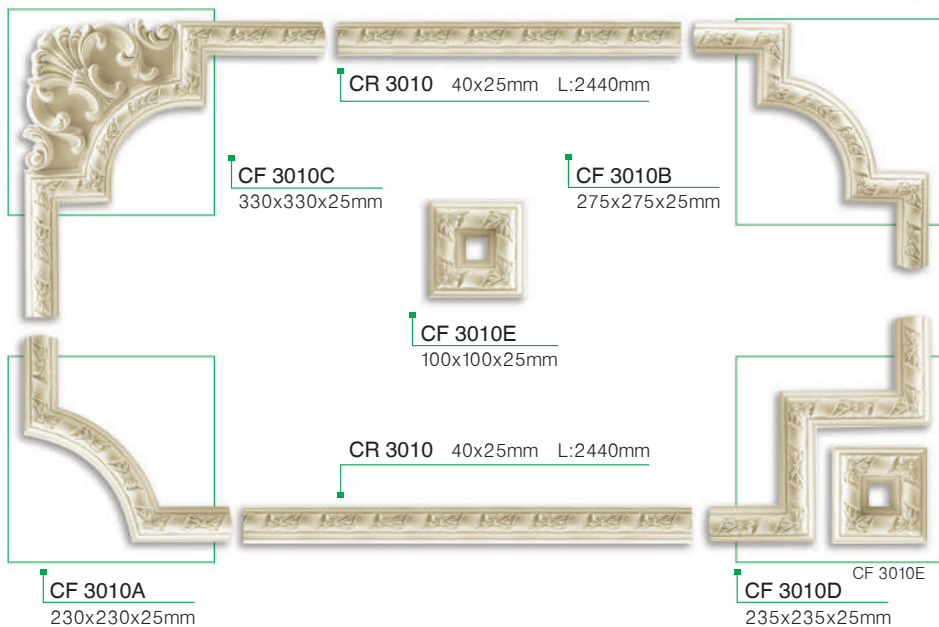 CR 3010 40x25mm L:2440mm
CF 3010C
330x330x25mm
CF 3010B
275x275x25mm
CF 3010E
100x100x25mm
CR 3010 40x25mm L:2440mm
CF 3010E
CF 3010A
230x230x25mm
CF 3010D
235x235x25mm